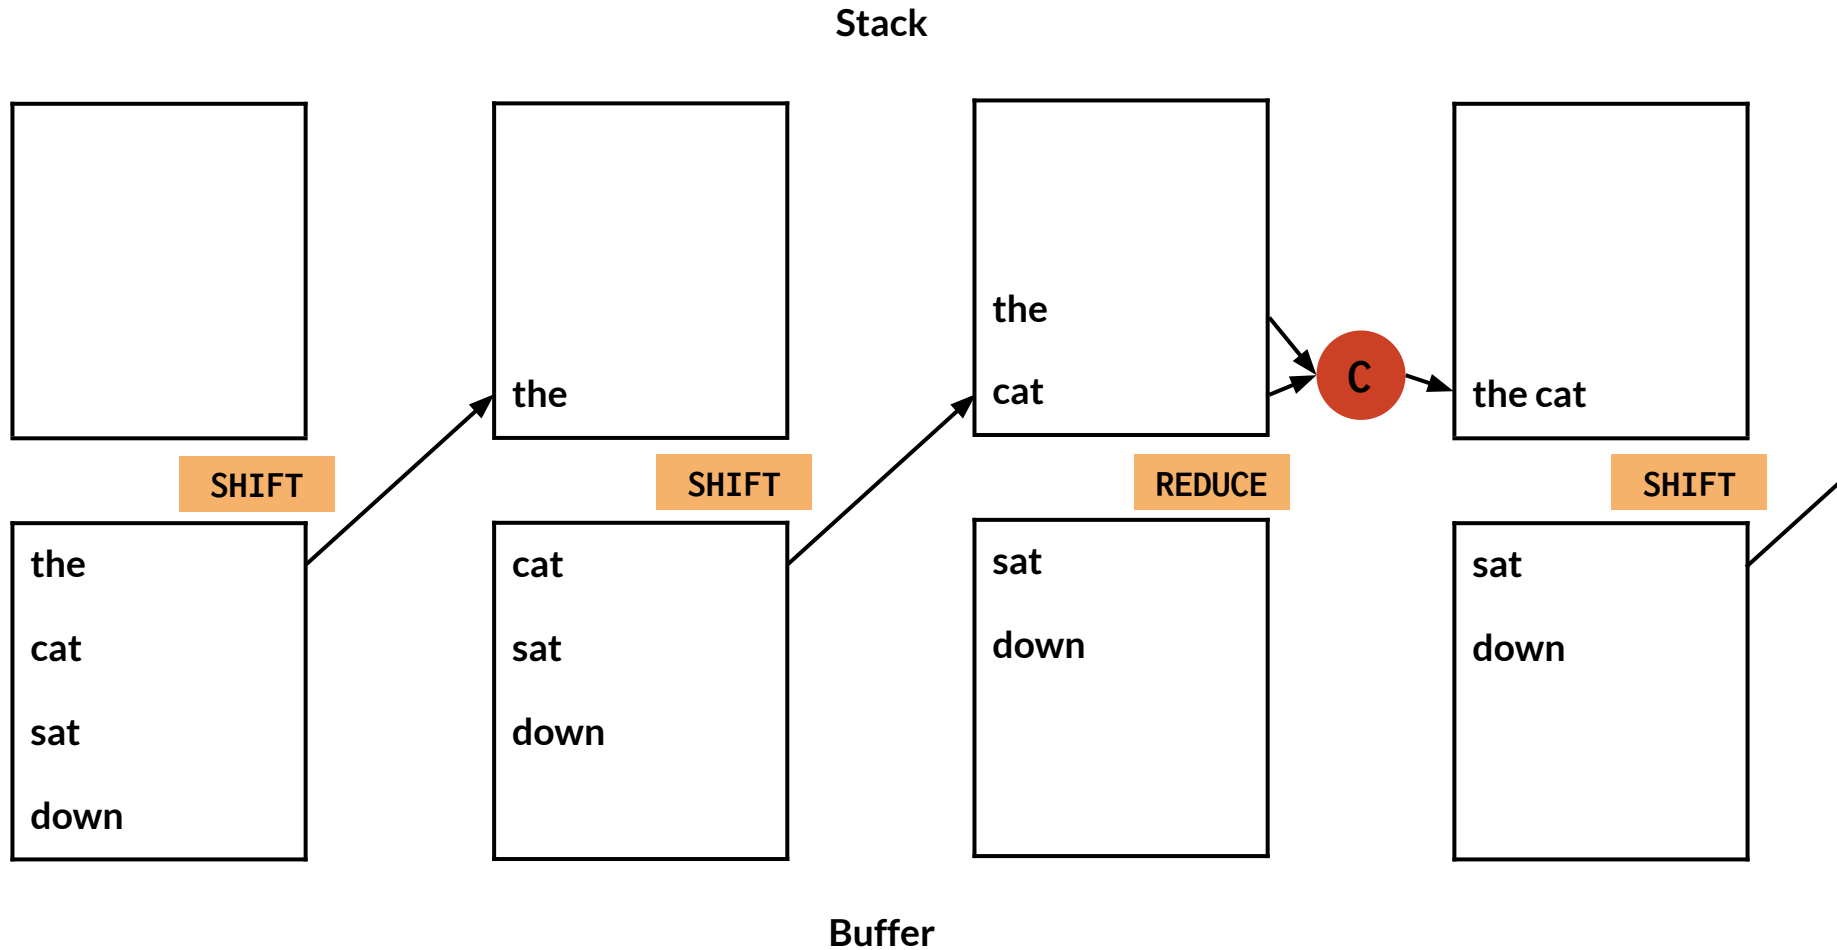 Stack
the
the
cat
C
the cat
SHIFT
SHIFT
REDUCE
SHIFT
the
cat
sat
down
cat
sat
down
sat
down
sat
down
Buffer